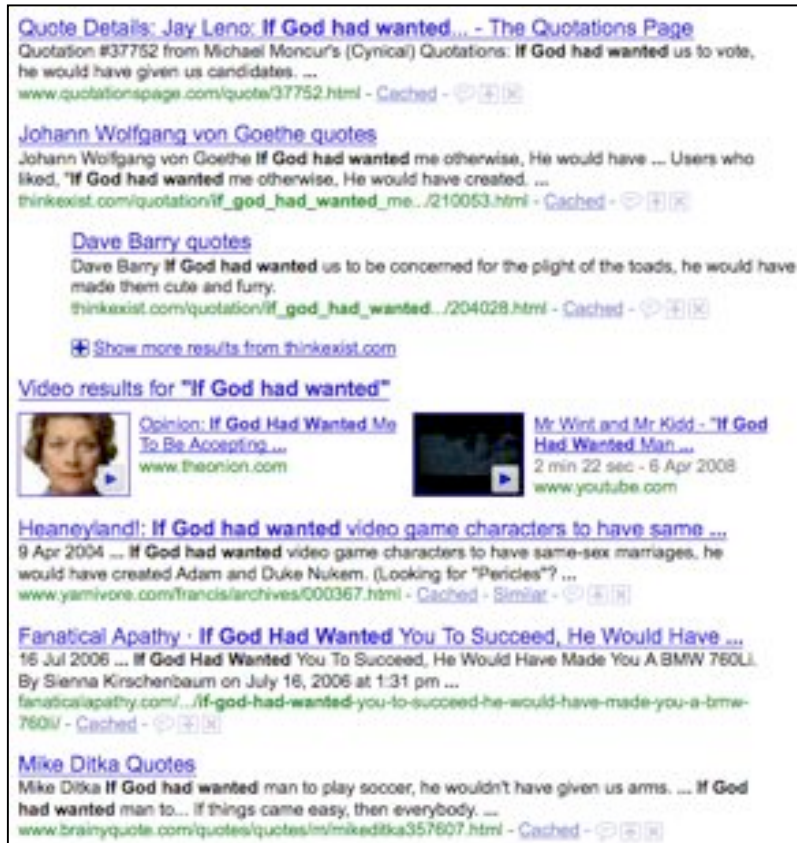 Quote Details: Jay Leno: If God had wanted... - The Quotations Page
Quotation #37752 from Michael Moncur's (Cynical) Quotations: If God had wanted us to vote,
he would have given us candidates. ...
www.quotationspage.com/quote/37752.html - Cached -
Johann Wolfgang von Goethe quotes
Johann Wolfgang von Goethe If God had wanted me otherwise, He would have ... Users who
liked, "If God had wanted me otherwise, He would have created. ...
thinkexist.com/quotation/if_god_had_wanted_me.../210053.html - Cached -
Dave Barry quotes
Dave Barry If God had wanted us to be concerned for the plight of the toads, he would have
made them cute and furry.
thinkexist.com/quotation/if_god_had_wanted.../204028.html - Cached -
Show more results from thinkexist.com
Video results for "If God had wanted"
Opinion: If God Had Wanted Me
To Be Accepting ...
www.theonion.com
Mr Wint and Mr Kidd - "If God
Had Wanted Man ...
2 min 22 sec - 6 Apr 2008
www.youtube.com
Heaneyland!: If God had wanted video game characters to have same ...
9 Apr 2004 ... If God had wanted video game characters to have same-sex marriages, he
would have created Adam and Duke Nukem. (Looking for "Pericles"? ...
www.yarnivore.com/francis/archives/000367.html - Cached - Similar -
Fanatical Apathy · If God Had Wanted You To Succeed, He Would Have ...
16 Jul 2006 ... If God Had Wanted You To Succeed, He Would Have Made You A BMW 760Li.
By Sienna Kirschenbaum on July 16, 2006 at 1:31 pm ...
fanaticalapathy.com/.../if-god-had-wanted-you-to-succeed-he-would-have-made-you-a-bmw-
760li/ - Cached -
Mike Ditka Quotes
Mike Ditka If God had wanted man to play soccer, he wouldn't have given us arms. ... If God
had wanted man to... If things came easy, then everybody. ...
www.brainyquote.com/quotes/quotes/m/mikeditka357607.html - Cached -